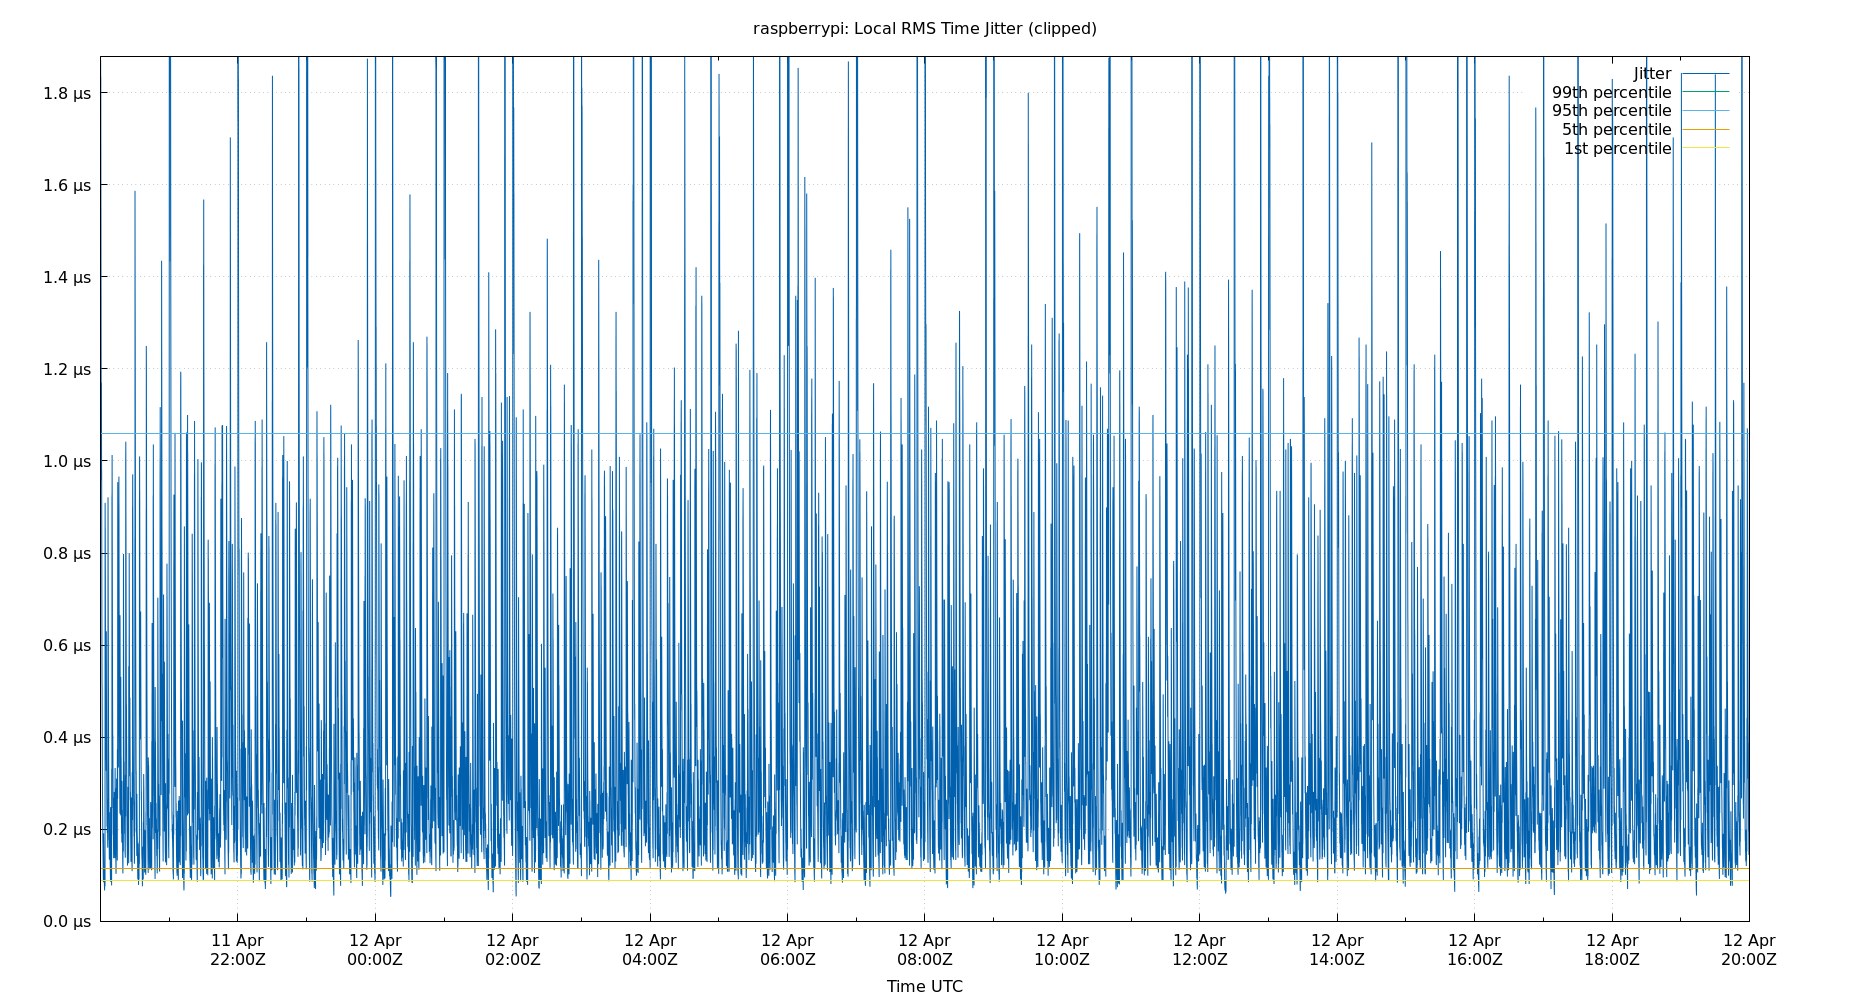 raspberrypi: Local RMS Time Jitter (clipped)
1.8 µs
1.6 µs
1.4 µs
1.2 µs
1.0 µs
0.8 µs
0.6 µs
0.4 µs
0.2 µs
0.0 µs
Jitter
99th percentile
95th percentile
5th percentile
1st percentile
11 Apr
22:00Z
12 Apr
00:00Z
12 Apr
02:00Z
12 Apr
04:00Z
12 Apr
06:00Z
12 Apr
08:00Z
12 Apr
10:00Z
12 Apr
12:00Z
12 Apr
14:00Z
12 Apr
16:00Z
12 Apr
18:00Z
12 Apr
20:00Z
Time UTC